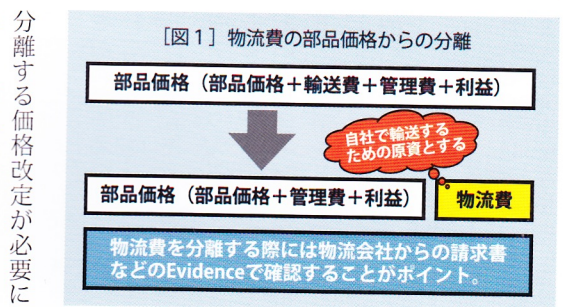 分離する価格改定が必要に
［図1］物流費の部品価格からの分離
部品価格（部品価格＋輸送費＋管理費＋利益）
自社で輸送する
ための原資とする
部品価格（部品価格＋管理費＋利益）
物流費
物流費を分離する際には物流会社からの請求書
などのEvidenceで確認することがポイント。